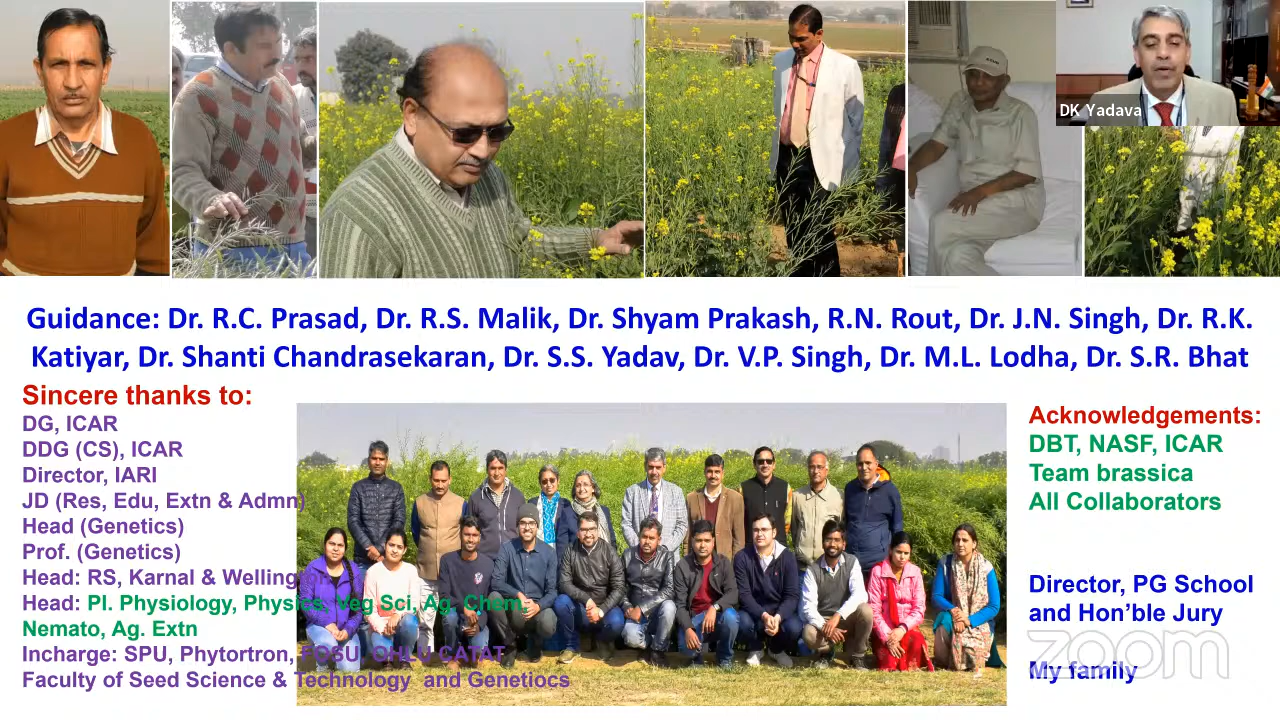 DK Yadava
Guidance: Dr. R.C. Prasad, Dr. R.S. Malik, Dr. Shyam Prakash, R.N. Rout, Dr. J.N. Singh, Dr. R.K.
Katiyar, Dr. Shanti Chandrasekaran, Dr. S.S. Yadav, Dr. V.P. Singh, Dr. M.L. Lodha, Dr. S.R. Bhat
Sincere thanks to:
DG, ICAR
DDG (CS), ICAR
Director, IARI
JD (Res, Edu, Extn & Admn)
Head (Genetics)
Prof. (Genetics)
Head: RS, Karnal & Wellington
Head: Pl. Physiology, Physics, Veg Sci, Ag. Chem,
Nemato, Ag. Extn
Incharge: SPU, Phytortron, FOSU, OHLU CATAT
Faculty of Seed Science & Technology and Genetiocs
Acknowledgements:
DBT, NASF, ICAR
Team brassica
All Collaborators
Director, PG School
and Hon'ble Jury
My family
zoom